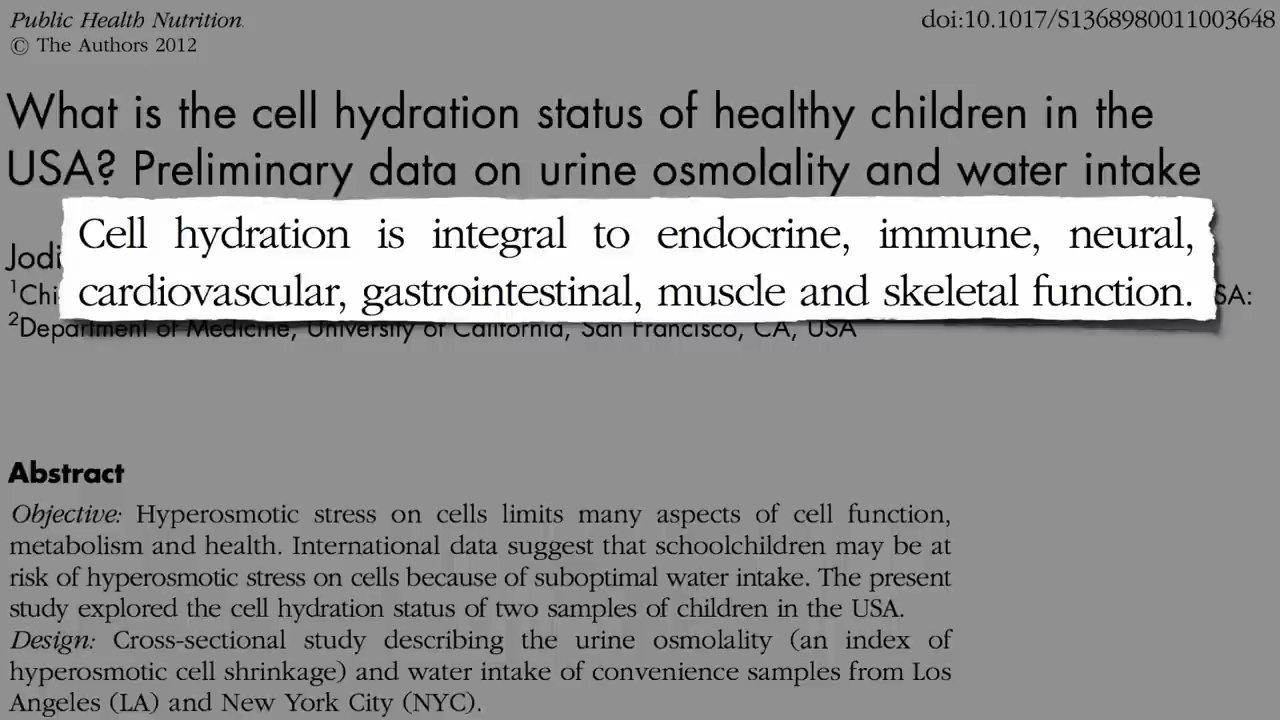 Public Health Nutrition
doi:10.1017/S1368980011003648
© The Authors 2012
What is the cell hydration status of healthy children in the
USA? Preliminary data on urine osmolality and water intake
Cell hydration is integral to endocrine, immune, neural,
cardiovascular, gastrointestinal, muscle and skeletal function.
2Department of Medicine, University of California, San Francisco, CA, USA
Abstract
Objective: Hyperosmotic stress on cells limits many aspects of cell function,
metabolism and health. International data suggest that schoolchildren may be at
risk of hyperosmotic stress on cells because of suboptimal water intake. The present
study explored the cell hydration status of two samples of children in the USA.
Design: Cross-sectional study describing the urine osmolality (an index of
hyperosmotic cell shrinkage) and water intake of convenience samples from Los
Angeles (LA) and New York City (NYC).